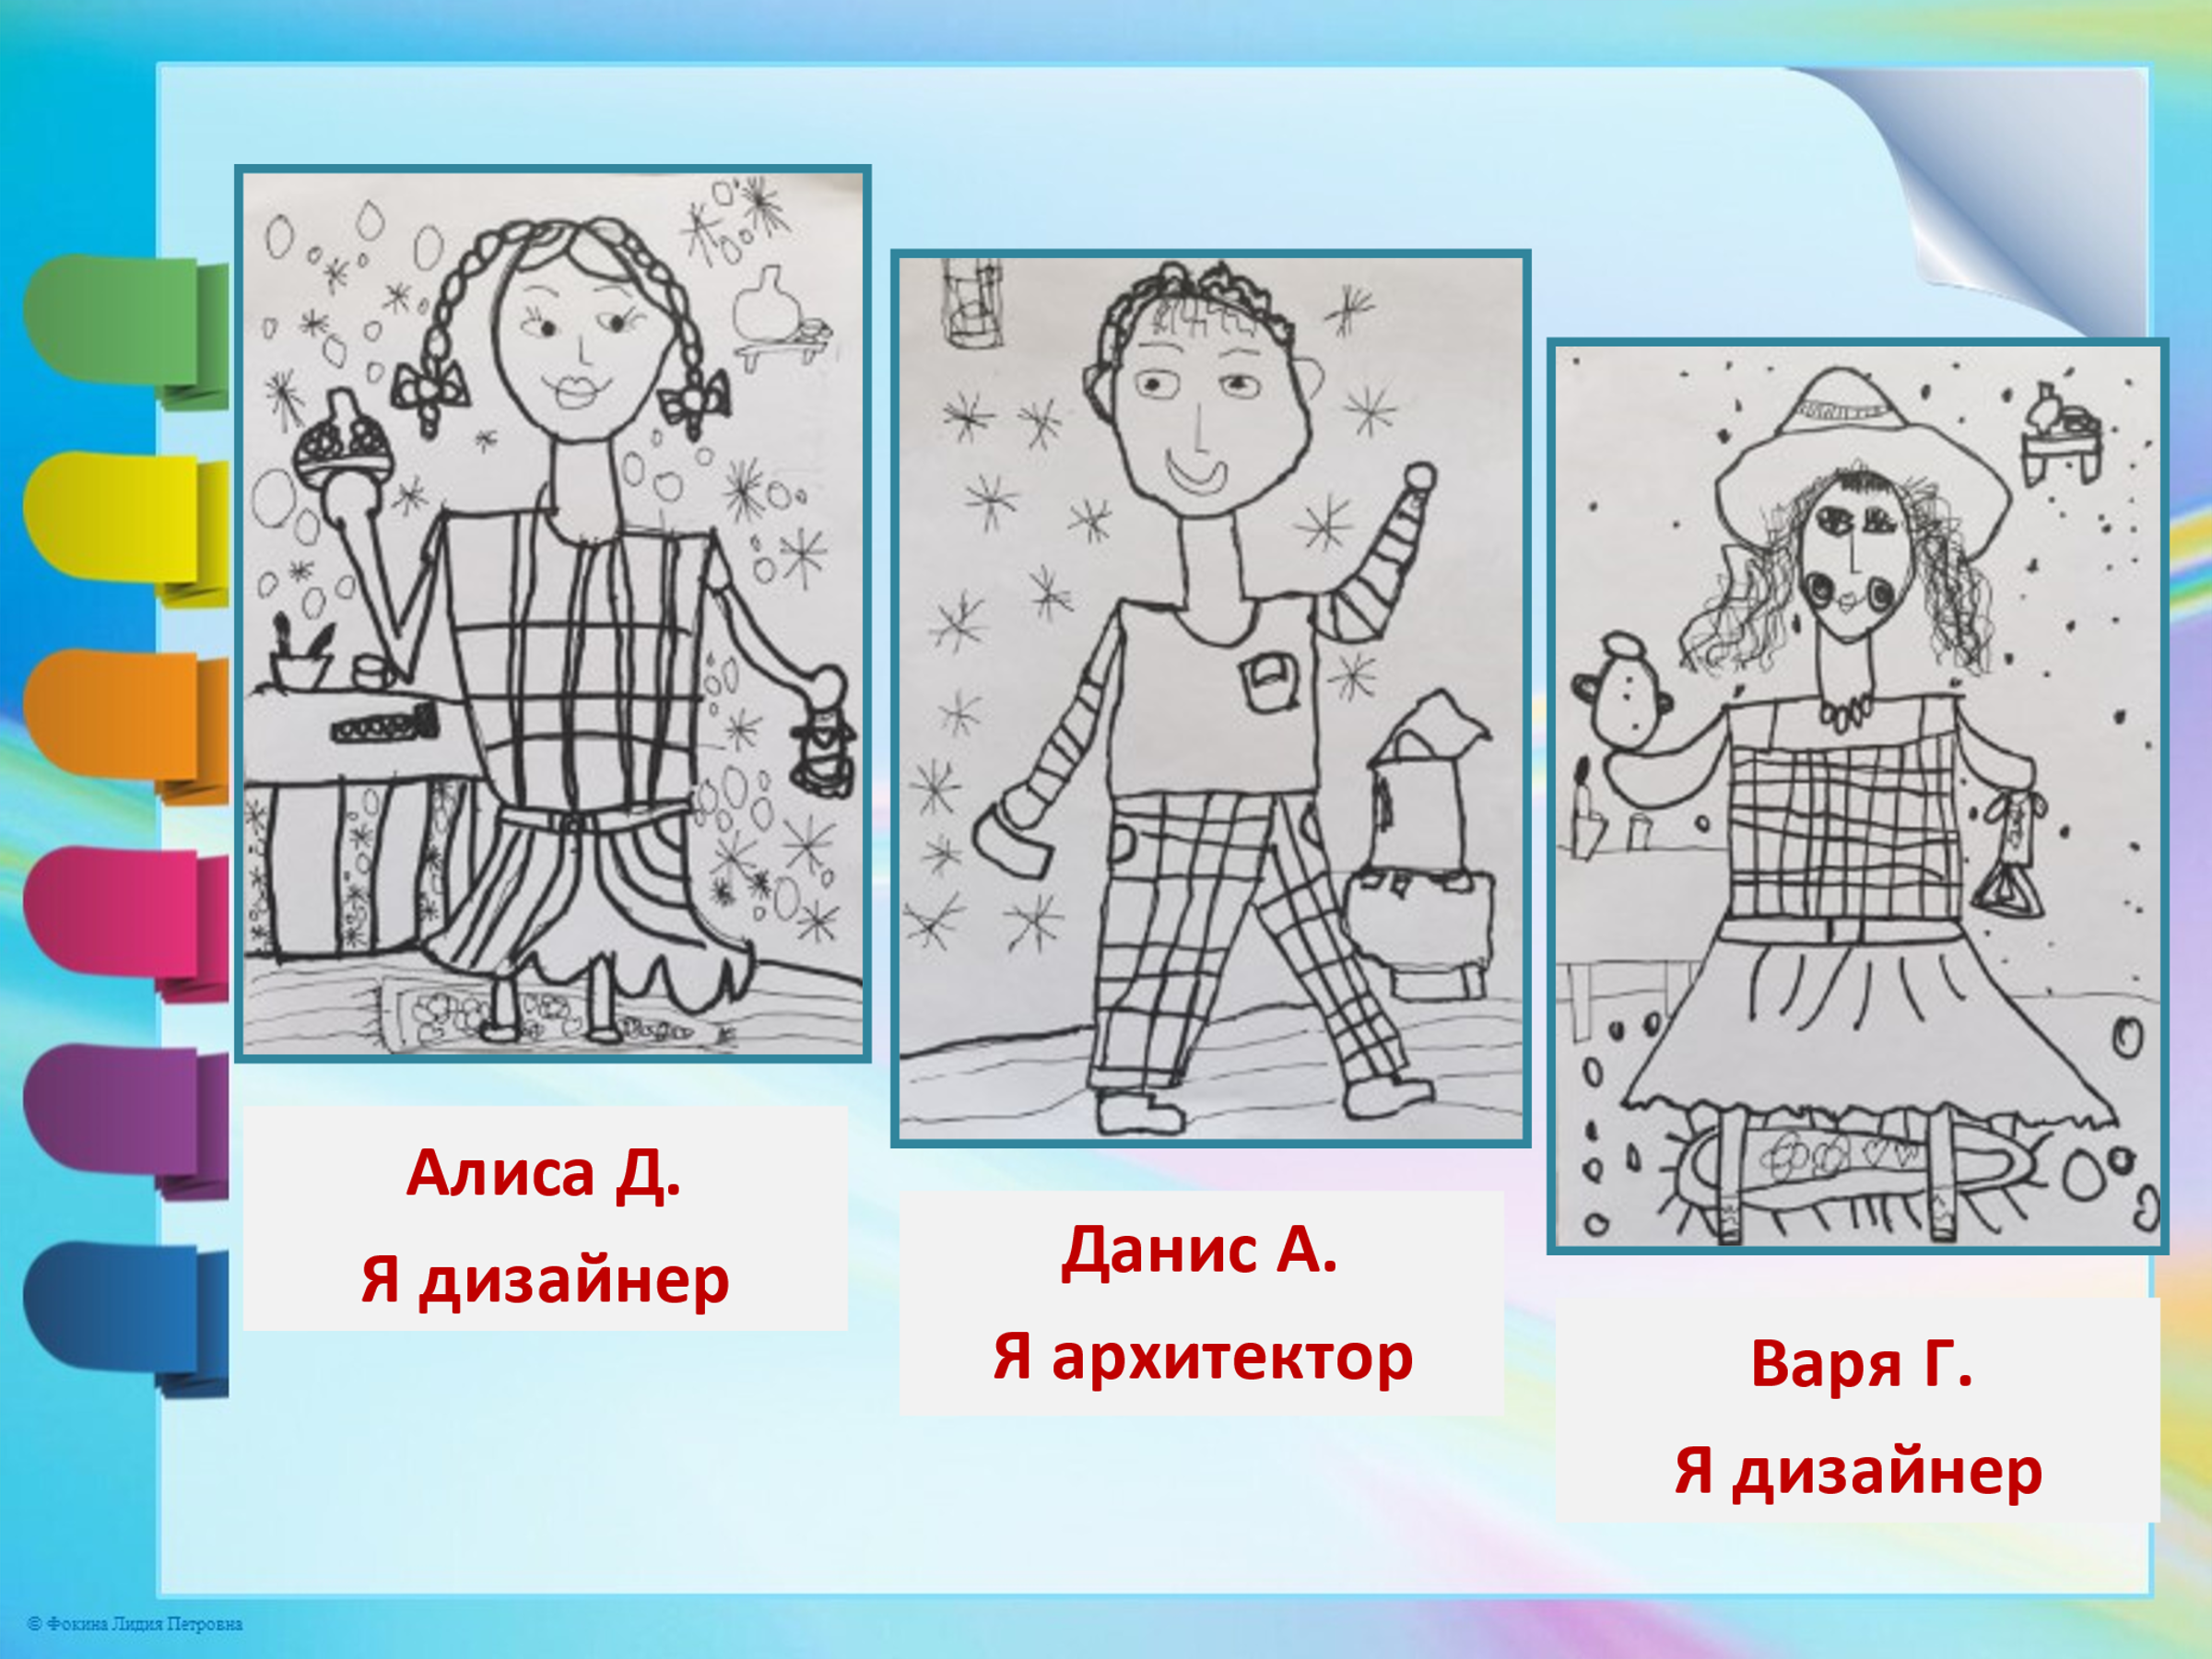 Алиса Д.
Я дизайнер
Данис А.
Я архитектор
Варя Г.
Я дизайнер
© Фокина Лидия Петровна